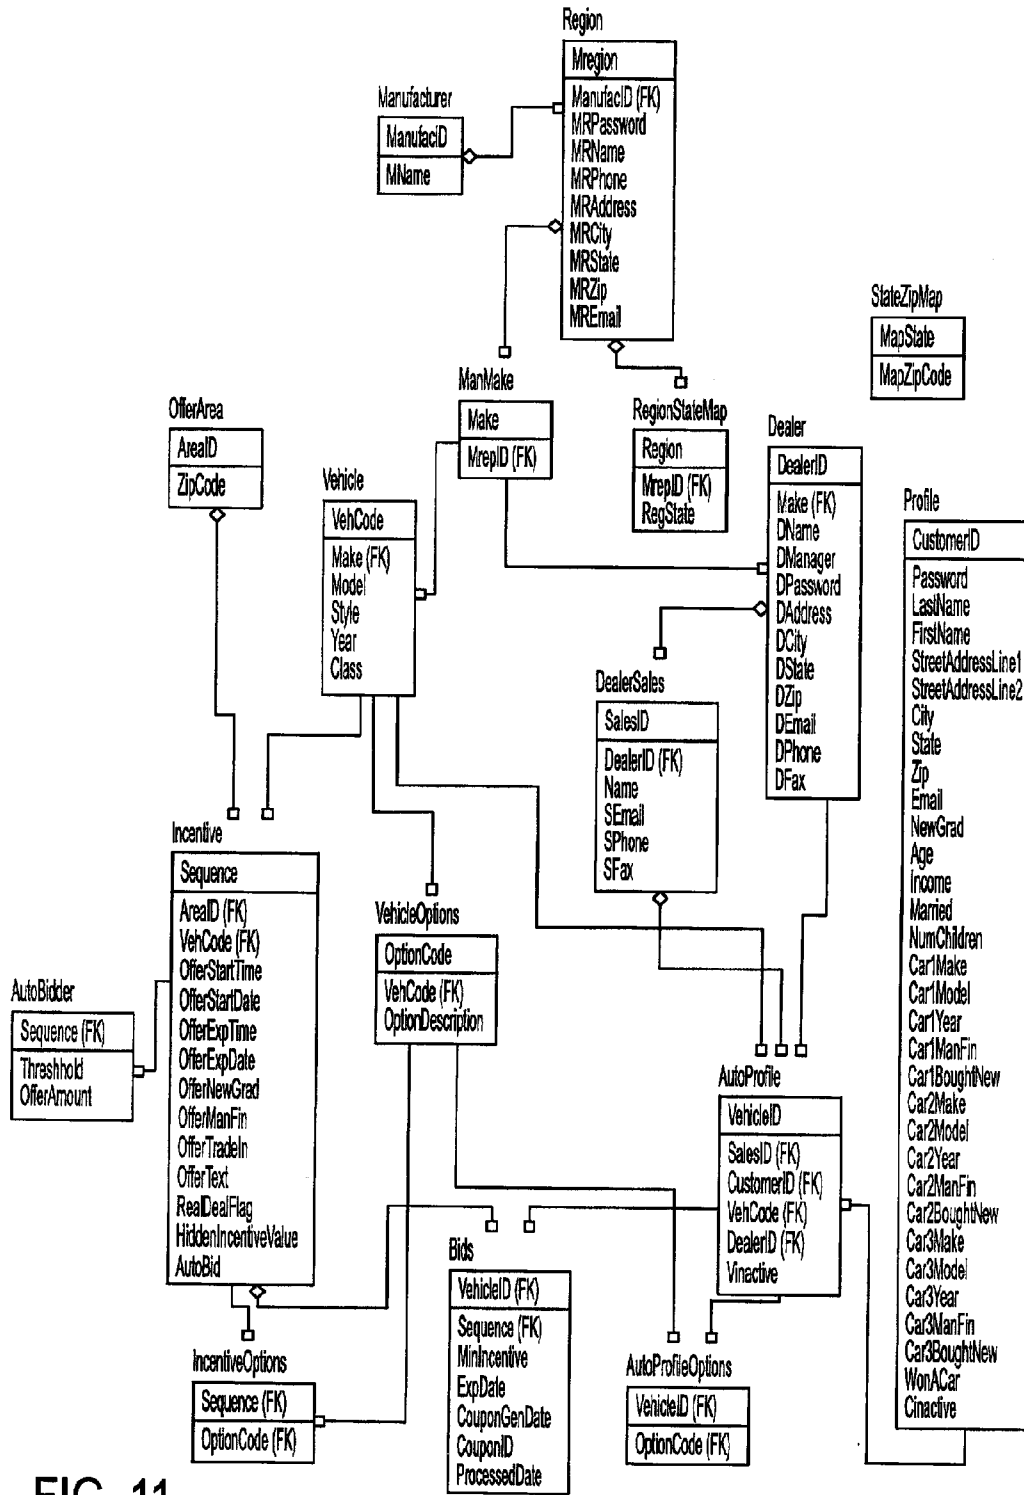 Region
Mregion
ManufacID (FK)
MRPassword
MRName
MRPhone
MRAddress
MRCity
MRState
MRZip
MREmail
Manufacturer
ManufacID
MName
StateZipMap
MapState
MapZipCode
ManMake
Make
MrepID (FK)
RegionStateMap
Region
MrepID (FK)
RegState
OfferArea
AreaID
ZipCode
Vehicle
VehCode
Make (FK)
Model
Style
Year
Class
Dealer
DealerID
Make (FK)
DName
DManager
DPassword
DAddress
DCity
DState
DZip
DEmail
DPhone
DFax
Profile
CustomerID
Password
LastName
FirstName
StreetAddressLine1
StreetAddressLine2
City
State
Zip
Email
NewGrad
Age
Income
Married
NumChildren
Car1Make
Car1Model
Car1Year
Car1ManFin
Car1BoughtNew
Car2Make
Car2Model
Car2Year
Car2ManFin
Car2BoughtNew
Car3Make
Car3Model
Car3Year
Car3ManFin
Car3BoughtNew
WonACar
Cinactive
DealerSales
SalesID
DealerID (FK)
Name
SEmail
SPhone
SFax
Incentive
Sequence
AreaID (FK)
VehCode (FK)
OfferStartTime
OfferStartDate
OfferExpTime
OfferExpDate
OfferNewGrad
OfferManFin
OfferTradeIn
OfferText
RealDealFlag
HiddenIncentiveValue
AutoBid
VehicleOptions
OptionCode
VehCode (FK)
OptionDescription
AutoBidder
Sequence (FK)
Threshhold
OfferAmount
AutoProfile
VehicleID
SalesID (FK)
CustomerID (FK)
VehCode (FK)
DealerID (FK)
Vinactive
Bids
VehicleID (FK)
Sequence (FK)
MinIncentive
ExpDate
CouponGenDate
CouponID
ProcessedDate
IncentiveOptions
Sequence (FK)
OptionCode (FK)
AutoProfileOptions
VehicleID (FK)
OptionCode (FK)
FIG. 11